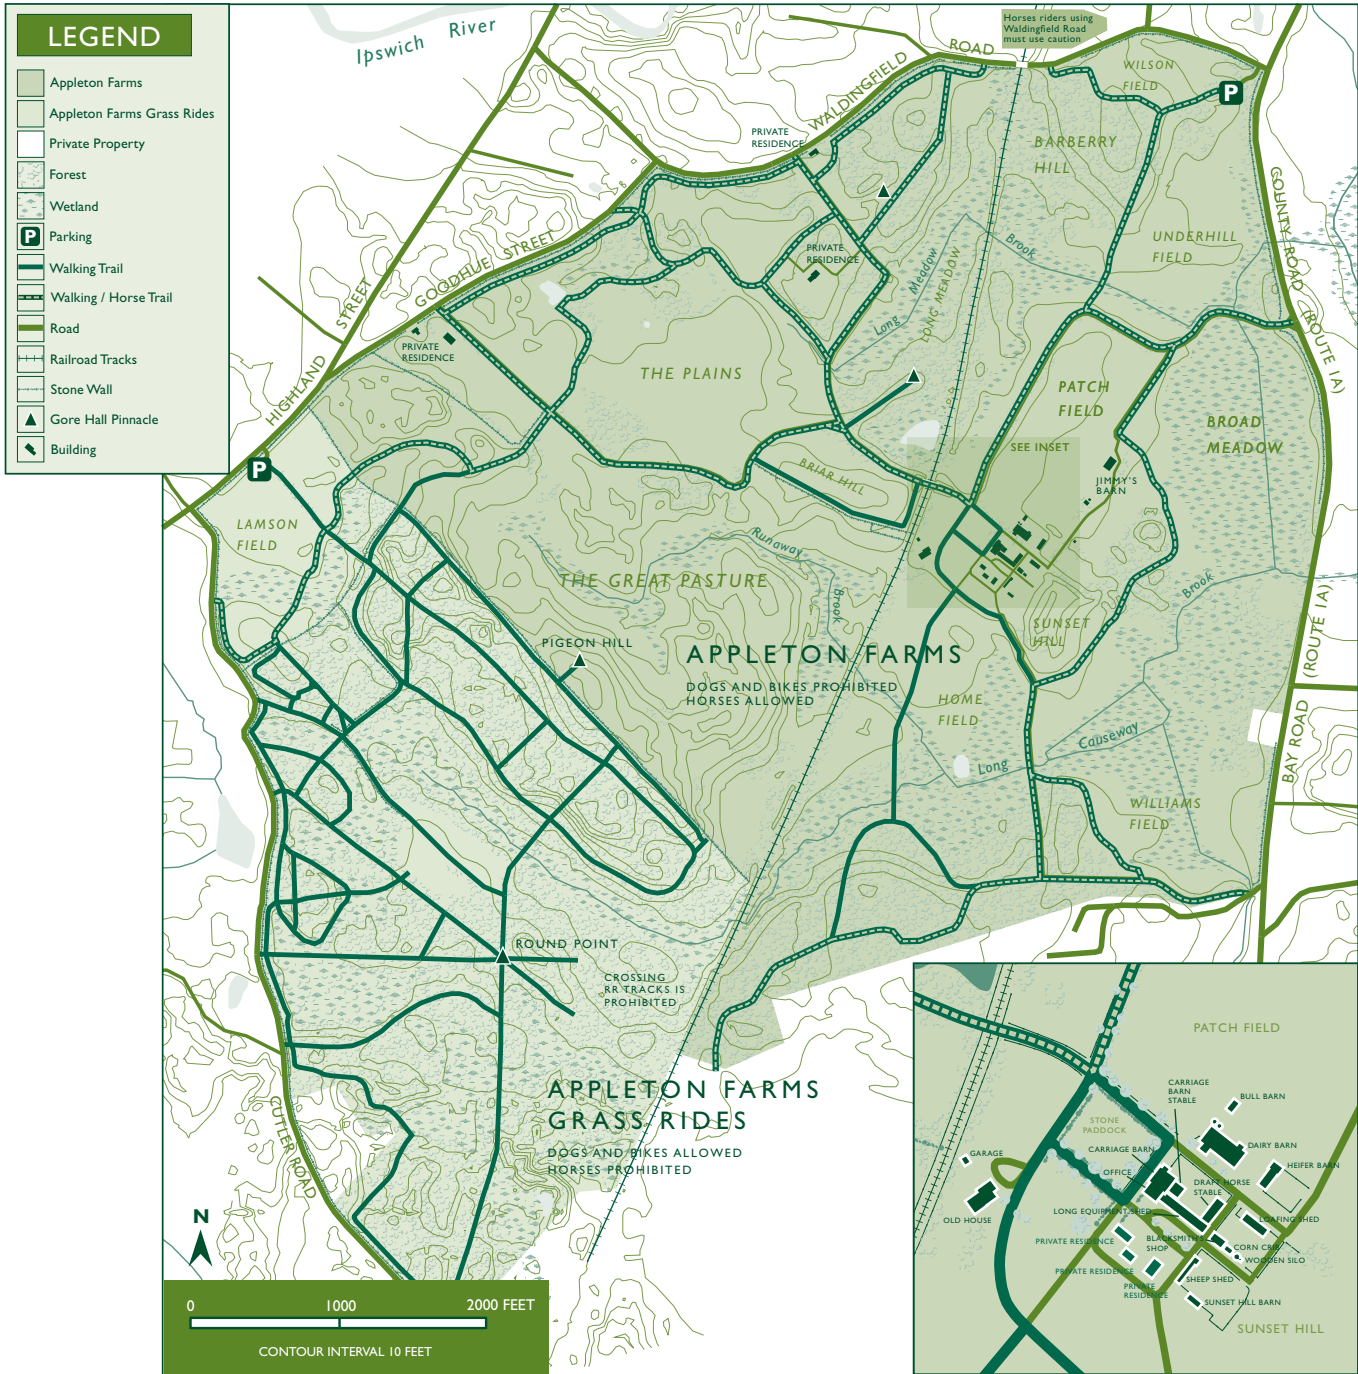 LEGEND
Appleton Farms
Appleton Farms Grass Rides
Private Property
Forest
Wetland
P
Parking
Walking Trail
Walking / Horse Trail
Road
Railroad Tracks
Stone Wall
Gore Hall Pinnacle
Building
Ipswich River
Horses riders using
Waldingfield Road
must use caution
WALDINGFIELD ROAD
WILSON
FIELD
P
PRIVATE
RESIDENCE
BARBERRY
HILL
COUNTY ROAD (ROUTE 1A)
GOODHUE STREET
HIGHLAND STREET
PRIVATE
RESIDENCE
Long Meadow Brook
LONG MEADOW
UNDERHILL
FIELD
PRIVATE
RESIDENCE
THE PLAINS
PATCH
FIELD
BROAD
MEADOW
SEE INSET
P
BRIAR HILL
JIMMY'S
BARN
LAMSON
FIELD
Runaway Brook
THE GREAT PASTURE
Brook
SUNSET
HILL
PIGEON HILL
APPLETON FARMS
DOGS AND BIKES PROHIBITED
HORSES ALLOWED
HOME
FIELD
BAY ROAD (ROUTE 1A)
Long Causeway
WILLIAMS
FIELD
ROUND POINT
CROSSING
RR TRACKS IS
PROHIBITED
APPLETON FARMS
GRASS RIDES
DOGS AND BIKES ALLOWED
HORSES PROHIBITED
CUTLER ROAD
N
0 1000 2000 FEET
CONTOUR INTERVAL 10 FEET
PATCH FIELD
CARRIAGE
BARN
STABLE
BULL BARN
STONE
PADDOCK
DAIRY BARN
CARRIAGE BARN
GARAGE
HEIFER BARN
OFFICE
DRAFT HORSE
STABLE
OLD HOUSE
LONG EQUIPMENT SHED
LOAFING SHED
PRIVATE RESIDENCE
BLACKSMITH'S
SHOP
CORN CRIB
WOODEN SILO
PRIVATE RESIDENCE
SHEEP SHED
PRIVATE
RESIDENCE
SUNSET HILL BARN
SUNSET HILL